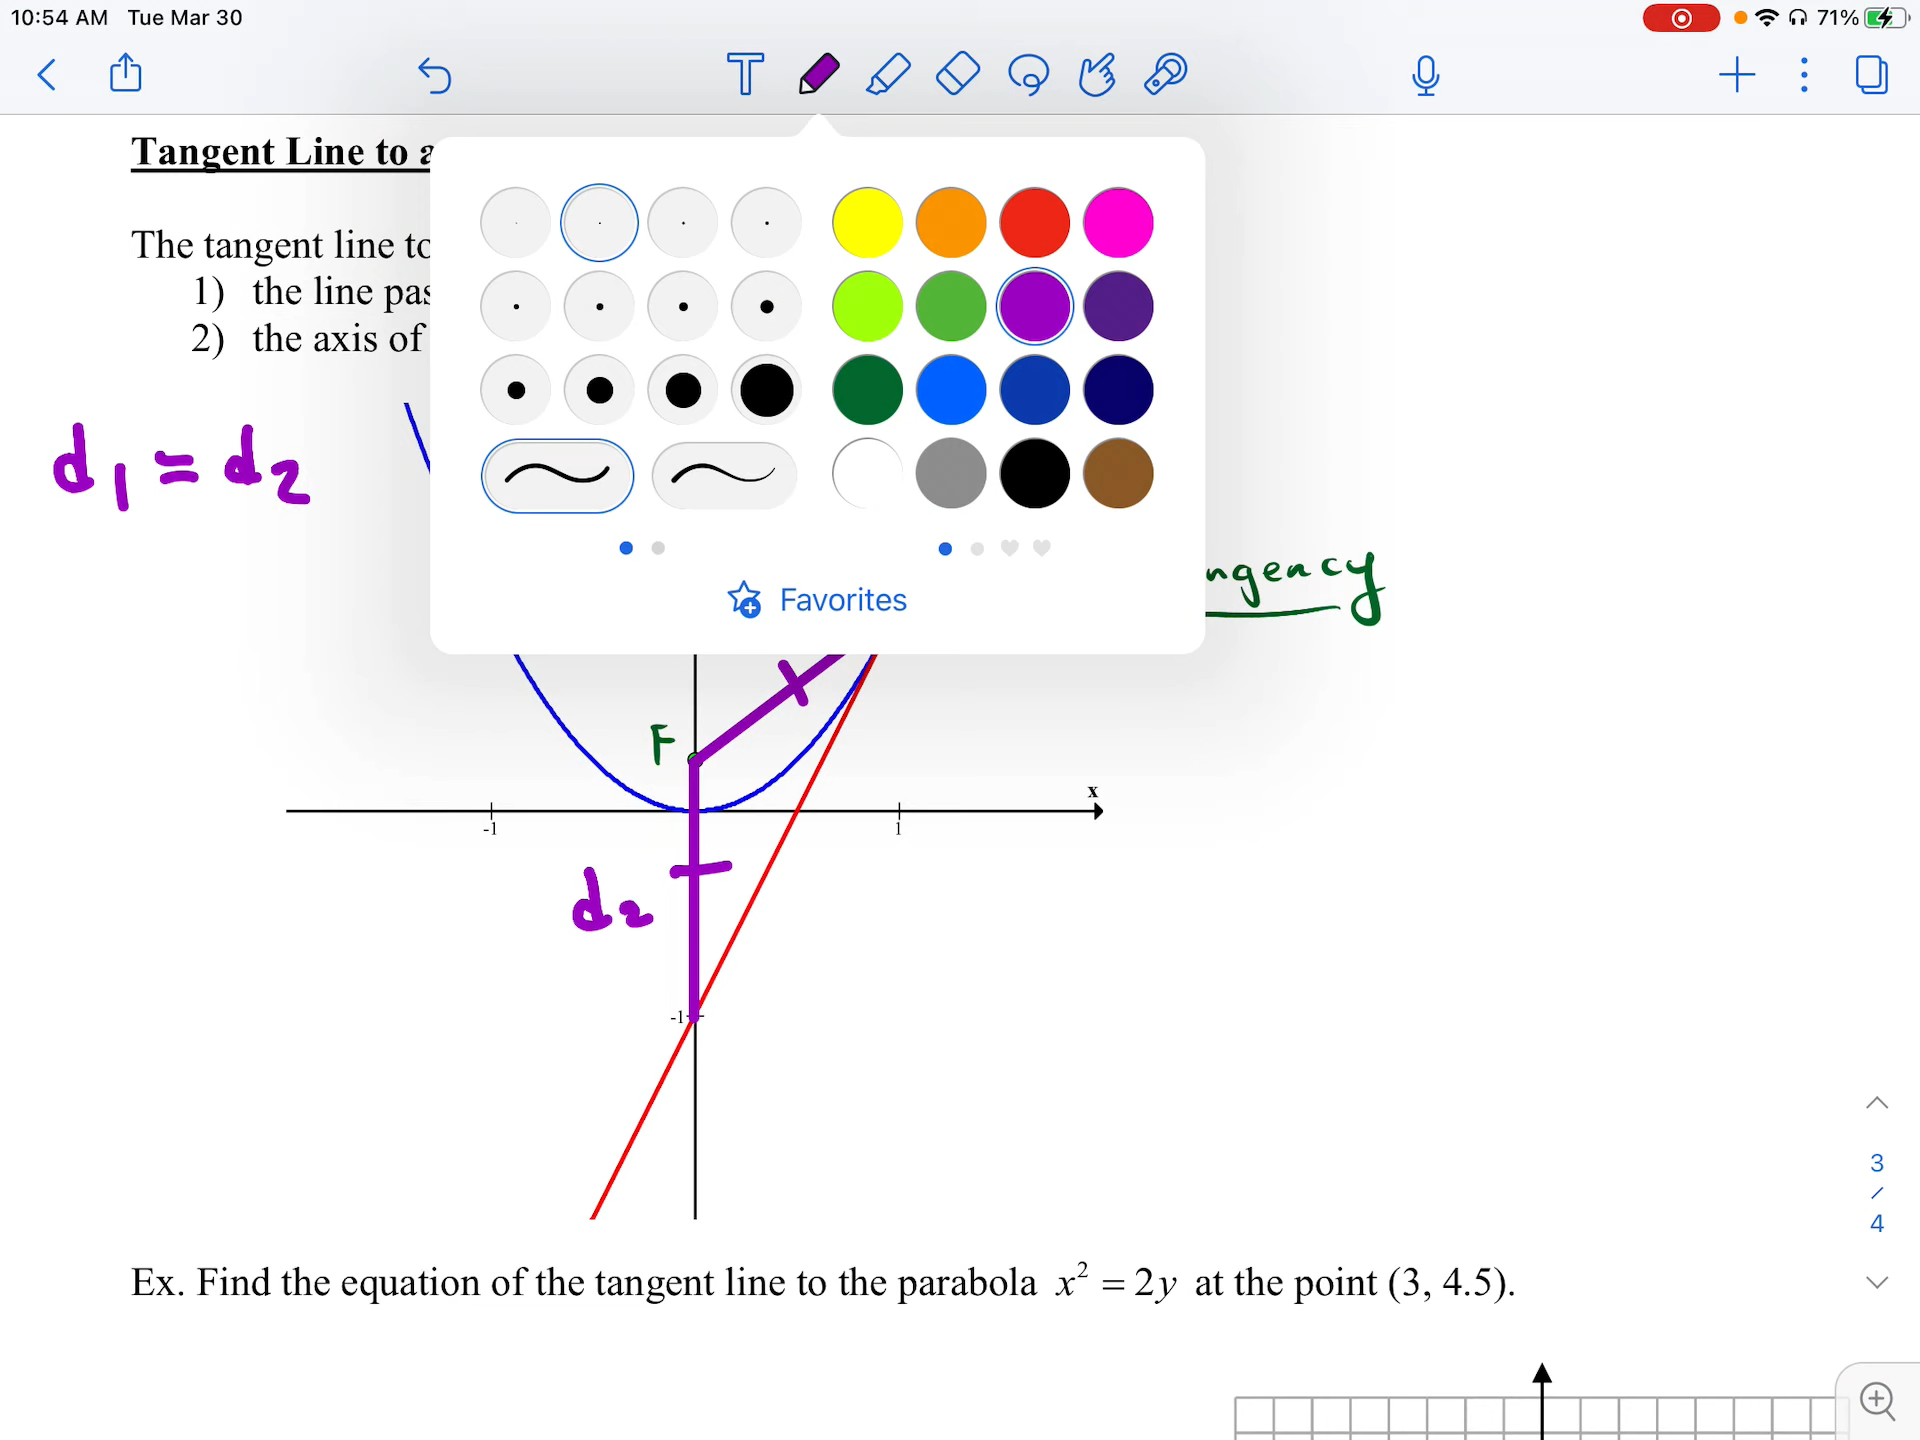 10:54 AM Tue Mar 30
71%
T
Tangent Line to a
The tangent line to
1) the line pas
2) the axis of
d₁ = d₂
Favorites
ngency
F
x
-1
1
d₂
-1
3
/
4
Ex. Find the equation of the tangent line to the parabola x² = 2y at the point (3, 4.5).